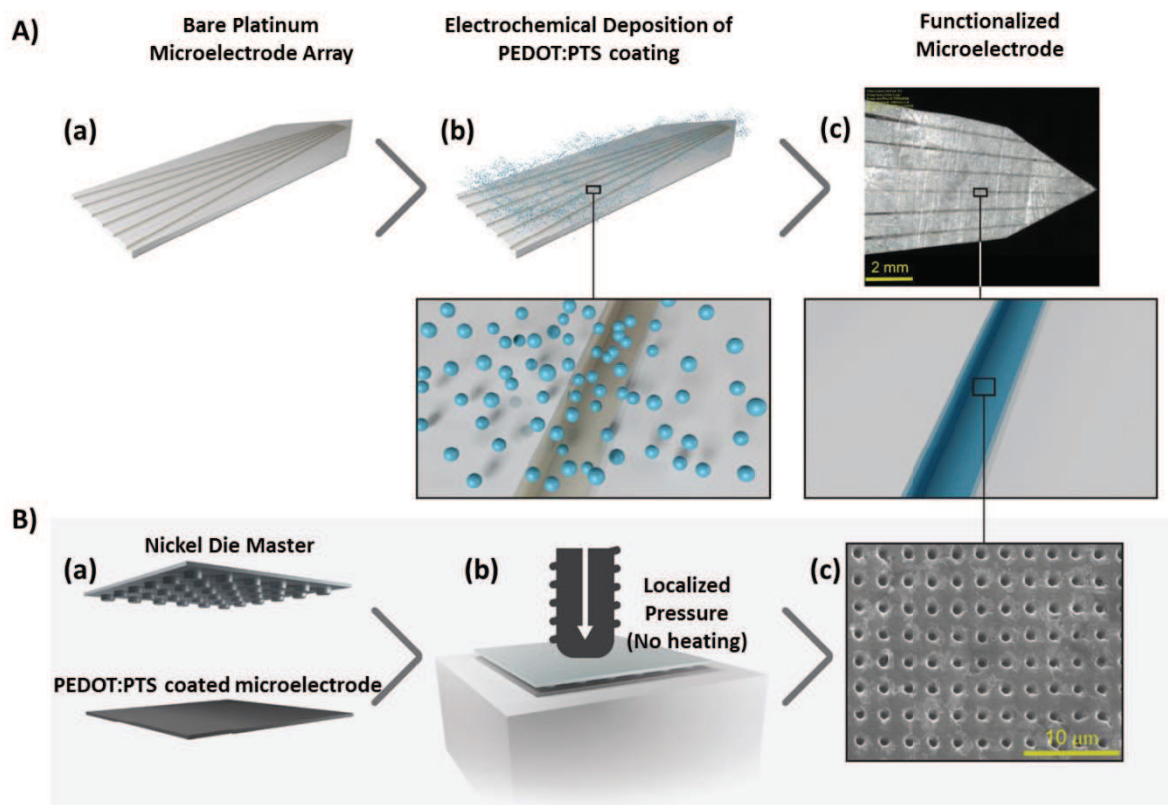 A)
Bare Platinum
Microelectrode Array
Electrochemical Deposition of
PEDOT:PTS coating
Functionalized
Microelectrode
(a)
(b)
(c)
2 mm
B)
(a)
Nickel Die Master
PEDOT:PTS coated microelectrode
(b)
Localized
Pressure
(No heating)
(c)
10 μm